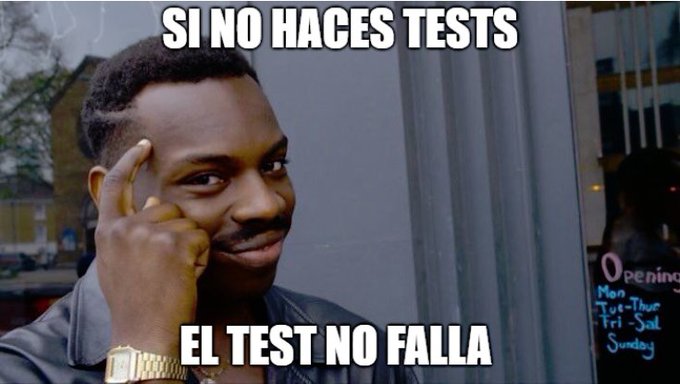 SI NO HACES TESTS
Opening
Mon
Tue-Thur
Fri-Sat
Sunday
EL TEST NO FALLA